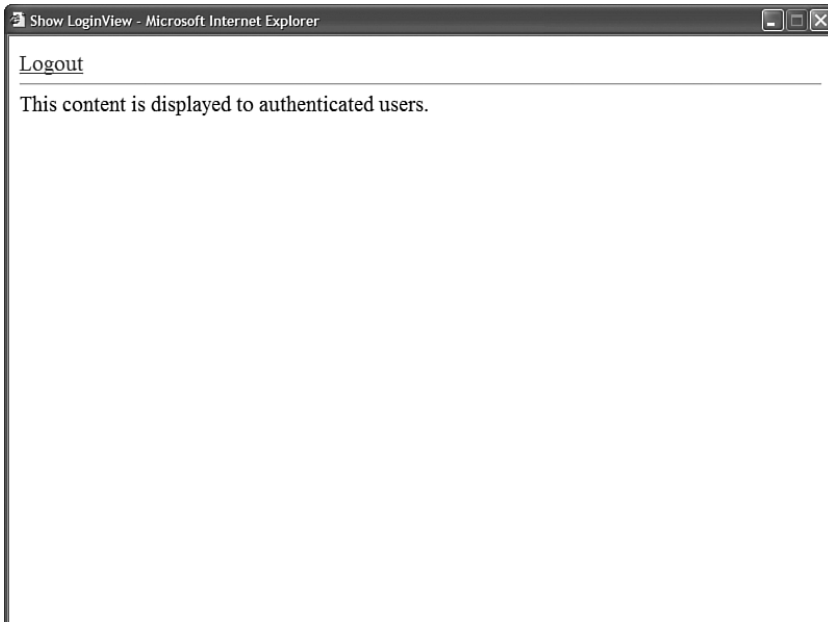 Show LoginView - Microsoft Internet Explorer
Logout
This content is displayed to authenticated users.